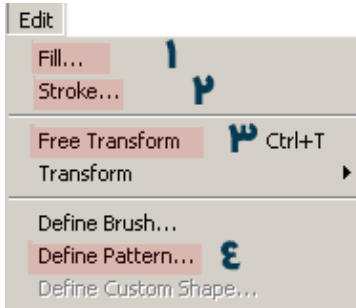 Edit
Fill... ١
Stroke... ٢
Free Transform ٣ Ctrl+T
Transform
Define Brush...
Define Pattern... ٤
Define Custom Shape...